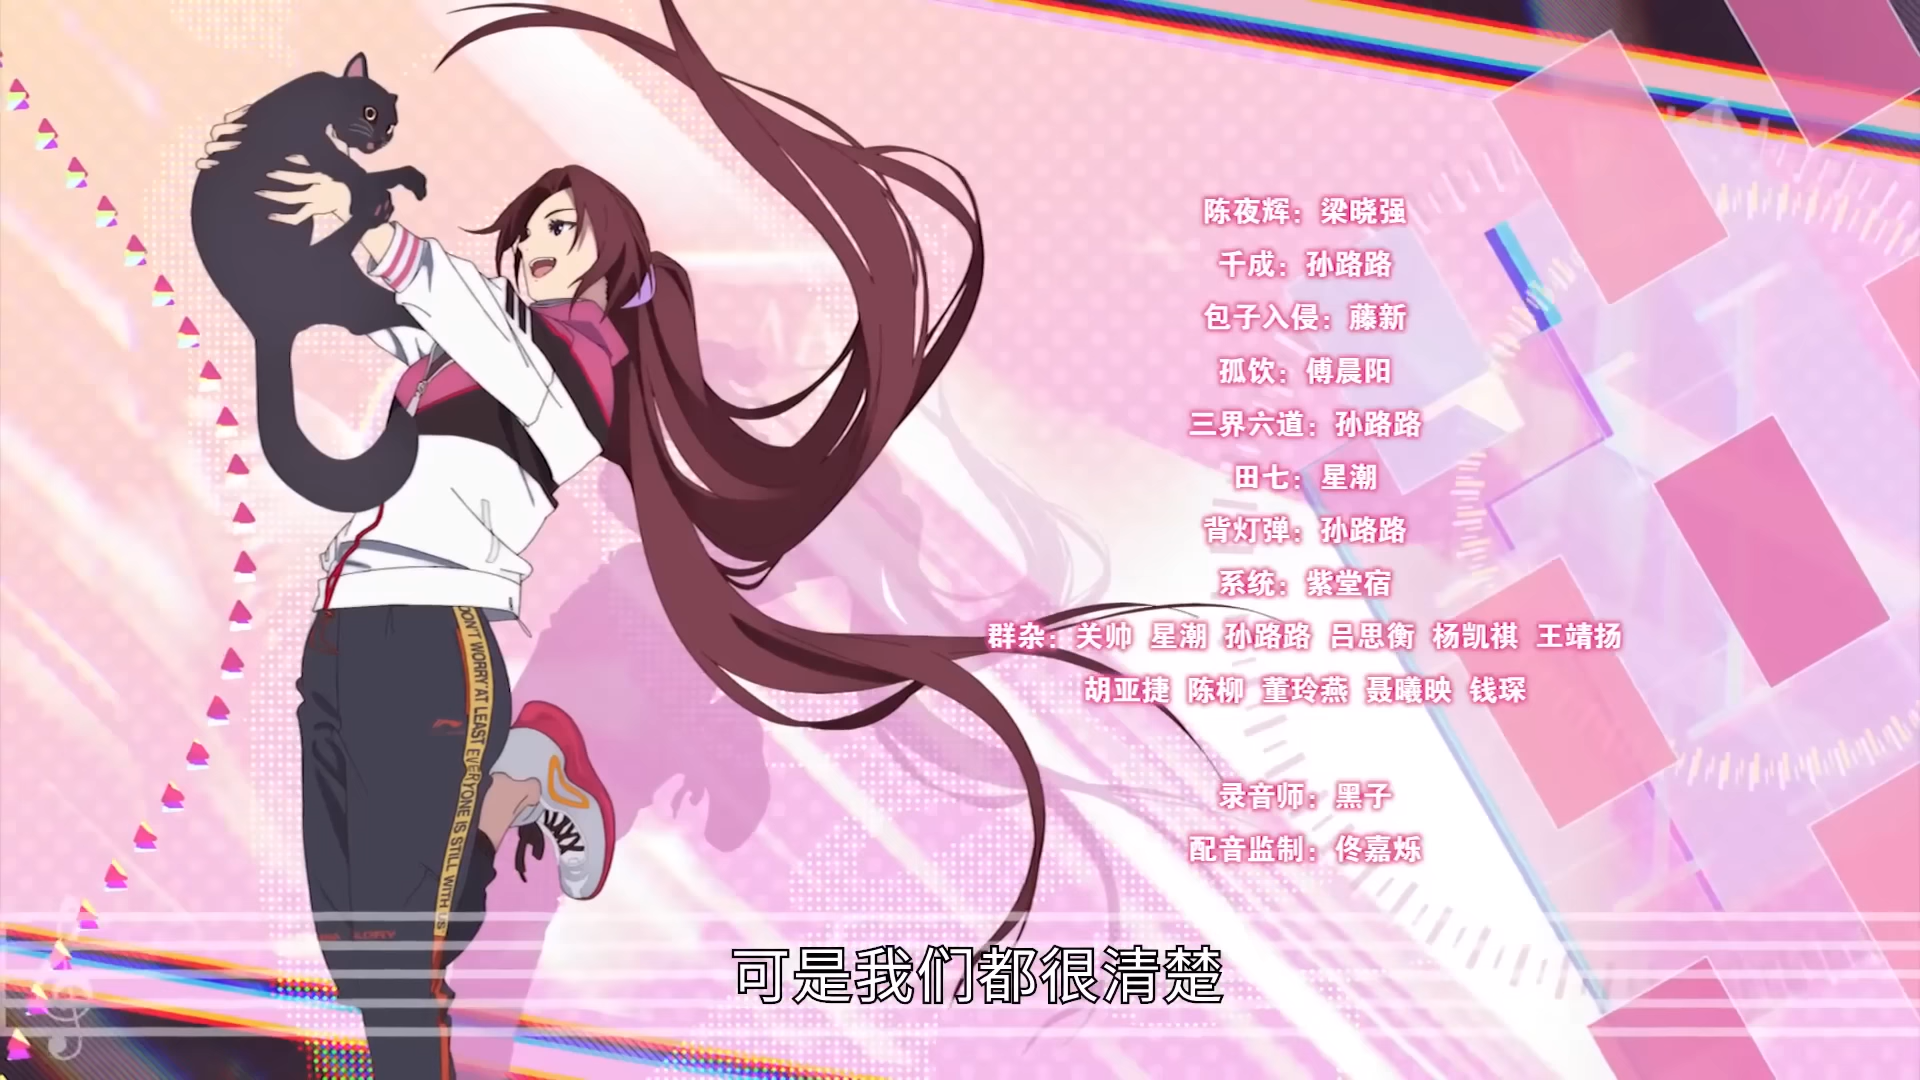 陈夜辉：梁晓强
千成：孙路路
包子入侵：藤新
孤饮：傅晨阳
三界六道：孙路路
田七：星潮
背灯弹：孙路路
系统：紫堂宿
群杂：关帅 星潮 孙路路 吕思衡 杨凯祺 王靖扬
胡亚捷 陈柳 董玲燕 聂曦映 钱琛
录音师：黑子
配音监制：佟嘉烁
DON'T WORRY AT LEAST EVERYONE IS STILL WITH US
可是我们都很清楚